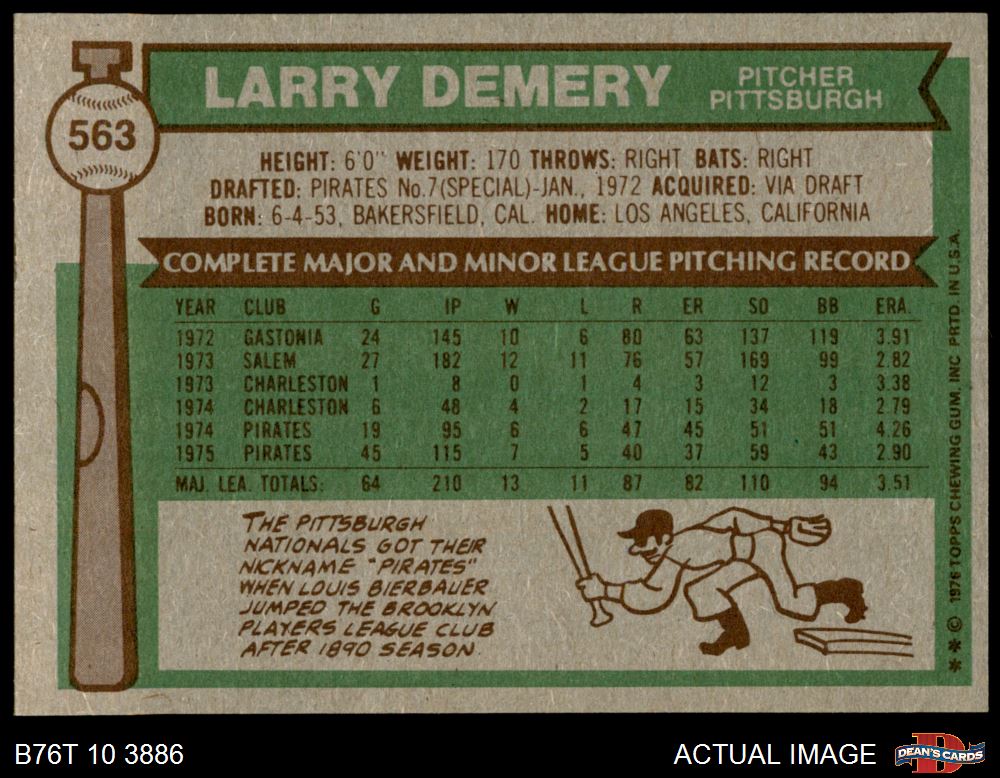 563
LARRY DEMERY
PITCHER
PITTSBURGH
HEIGHT: 6'0" WEIGHT: 170 THROWS: RIGHT BATS: RIGHT
DRAFTED: PIRATES No.7(SPECIAL)-JAN., 1972 ACQUIRED: VIA DRAFT
BORN: 6-4-53, BAKERSFIELD, CAL. HOME: LOS ANGELES, CALIFORNIA
COMPLETE MAJOR AND MINOR LEAGUE PITCHING RECORD
YEAR CLUB G IP W L R ER SO BB ERA.
1972 GASTONIA 24 145 10 6 80 63 137 119 3.91
1973 SALEM 27 182 12 11 76 57 169 99 2.82
1973 CHARLESTON 1 8 0 1 4 3 12 3 3.38
1974 CHARLESTON 6 48 4 2 17 15 34 18 2.79
1974 PIRATES 19 95 6 6 47 45 51 51 4.26
1975 PIRATES 45 115 7 5 40 37 59 43 2.90
MAJ. LEA. TOTALS: 64 210 13 11 87 82 110 94 3.51
THE PITTSBURGH
NATIONALS GOT THEIR
NICKNAME "PIRATES"
WHEN LOUIS BIERBAUER
JUMPED THE BROOKLYN
PLAYERS LEAGUE CLUB
AFTER 1890 SEASON.
** © 1976 TOPPS CHEWING GUM, INC PRTD. IN U.S.A.
B76T 10 3886
ACTUAL IMAGE
D
DEAN'S CARDS